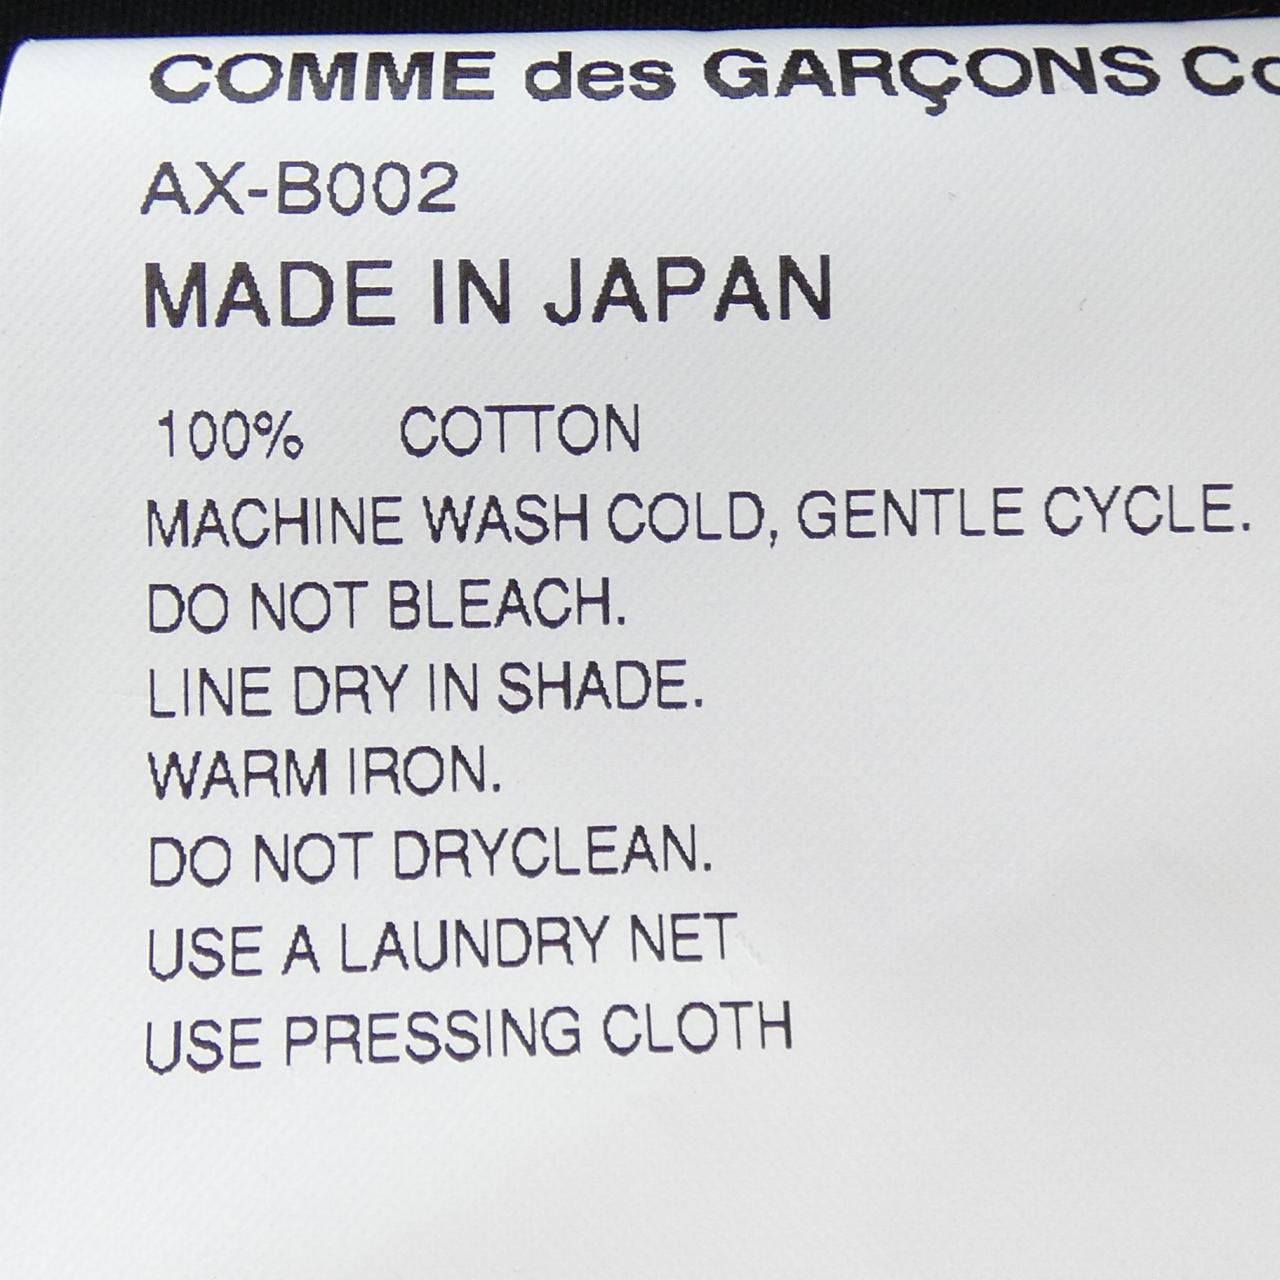 COMME des GARÇONS Co
AX-B002
MADE IN JAPAN
100% COTTON
MACHINE WASH COLD, GENTLE CYCLE.
DO NOT BLEACH.
LINE DRY IN SHADE.
WARM IRON.
DO NOT DRYCLEAN.
USE A LAUNDRY NET
USE PRESSING CLOTH